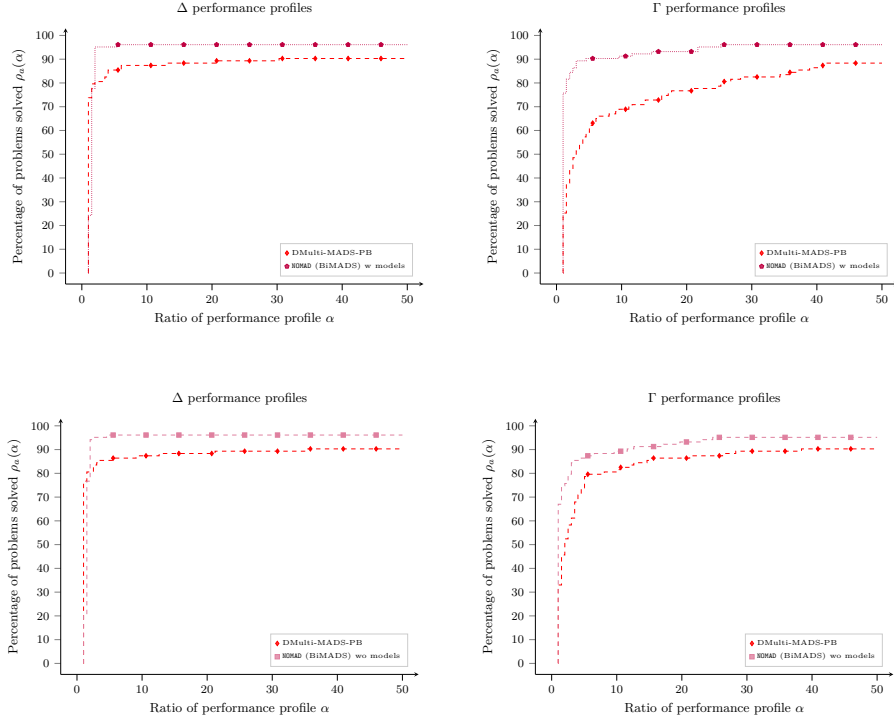 Δ performance profiles
Percentage of problems solved ρₐ(α)
100
90
80
70
60
50
40
30
20
10
0
DMulti-MADS-PB
NOMAD (BiMADS) w models
0 10 20 30 40 50
Ratio of performance profile α
Γ performance profiles
Percentage of problems solved ρₐ(α)
100
90
80
70
60
50
40
30
20
10
0
DMulti-MADS-PB
NOMAD (BiMADS) w models
0 10 20 30 40 50
Ratio of performance profile α
Δ performance profiles
Percentage of problems solved ρₐ(α)
100
90
80
70
60
50
40
30
20
10
0
DMulti-MADS-PB
NOMAD (BiMADS) wo models
0 10 20 30 40 50
Ratio of performance profile α
Γ performance profiles
Percentage of problems solved ρₐ(α)
100
90
80
70
60
50
40
30
20
10
0
DMulti-MADS-PB
NOMAD (BiMADS) wo models
0 10 20 30 40 50
Ratio of performance profile α